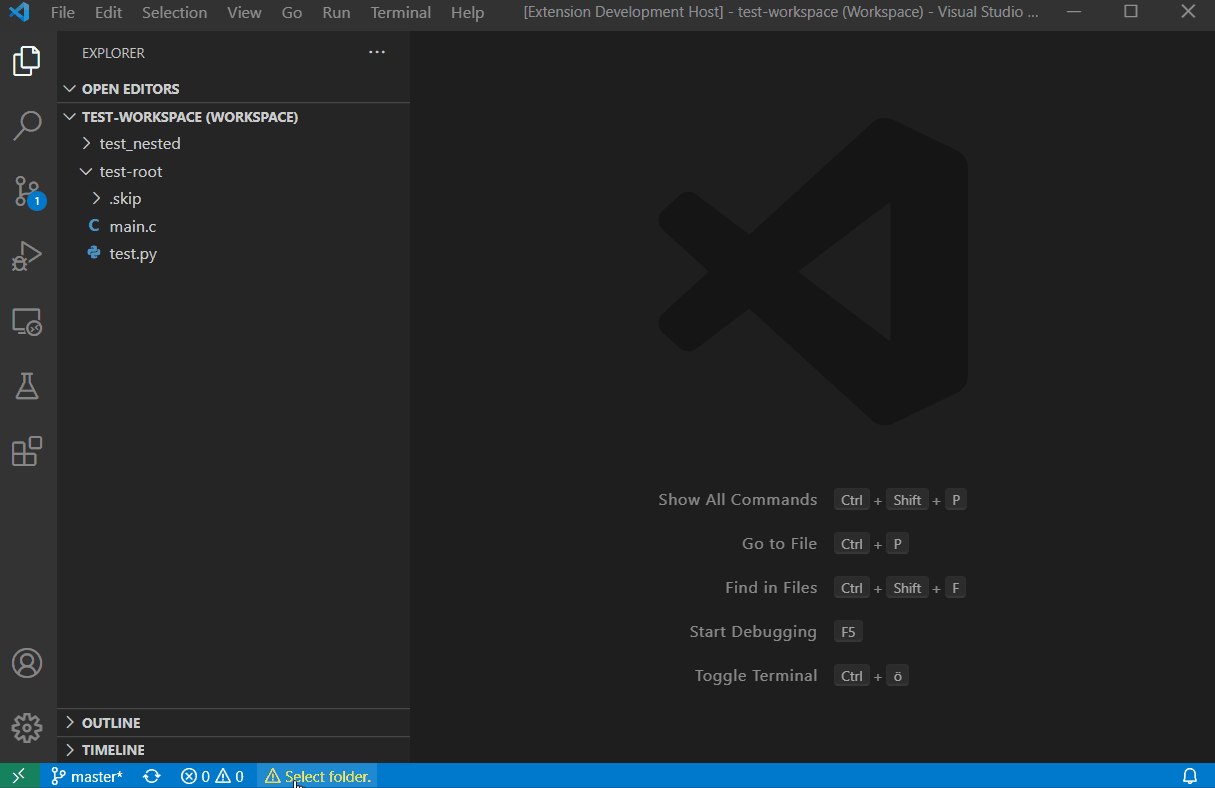 File Edit Selection View Go Run Terminal Help [Extension Development Host] - test-workspace (Workspace) - Visual Studio ...
EXPLORER
OPEN EDITORS
TEST-WORKSPACE (WORKSPACE)
test_nested
test-root
.skip
C main.c
test.py
1
Show All Commands Ctrl + Shift + P
Go to File Ctrl + P
Find in Files Ctrl + Shift + F
Start Debugging F5
Toggle Terminal Ctrl + ö
OUTLINE
TIMELINE
master* 0 0 Select folder.